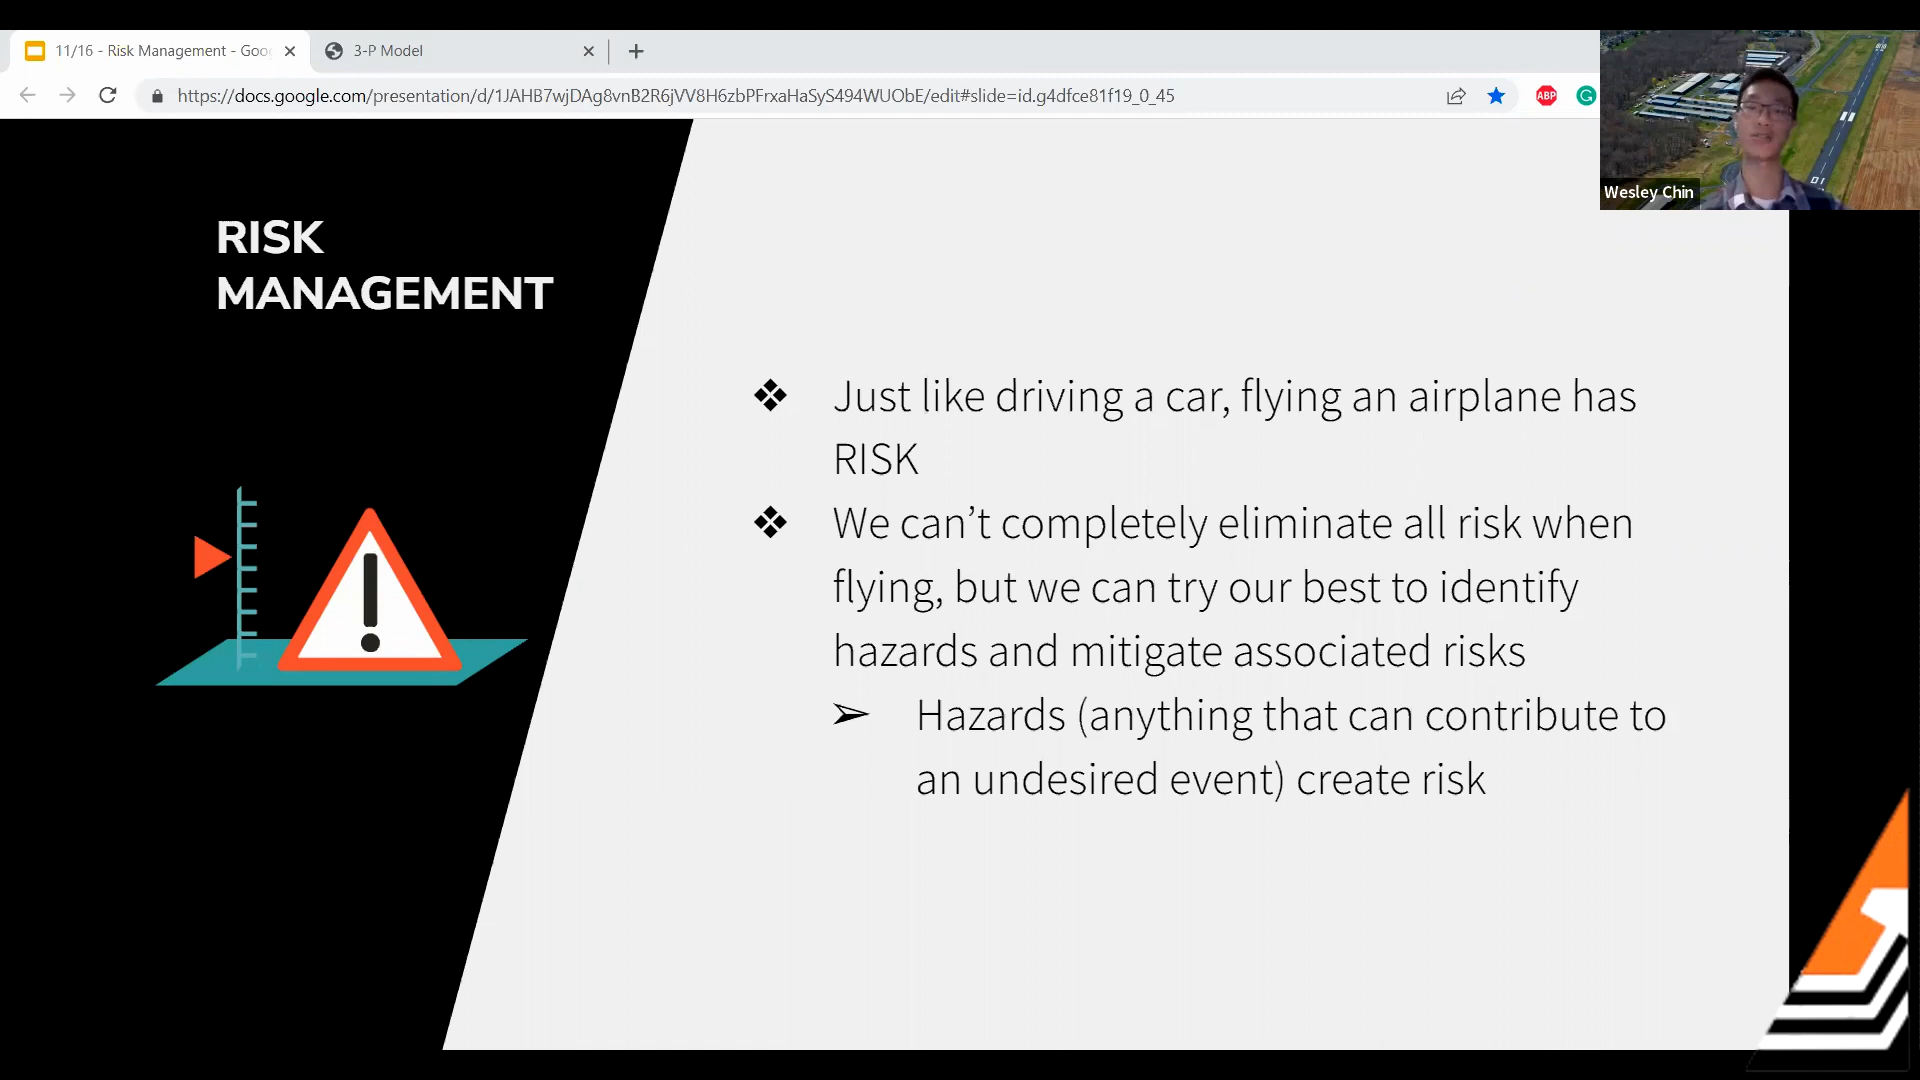 11/16 - Risk Management - Goo
3-P Model
https://docs.google.com/presentation/d/1JAHB7wjDAg8vnB2R6jVV8H6zbPFrxaHaSyS494WUObE/edit#slide=id.g4dfce81f19_0_45
ABP
G
Wesley Chin
01
RISK
MANAGEMENT
❖ Just like driving a car, flying an airplane has
RISK
❖ We can’t completely eliminate all risk when
flying, but we can try our best to identify
hazards and mitigate associated risks
➢ Hazards (anything that can contribute to
an undesired event) create risk